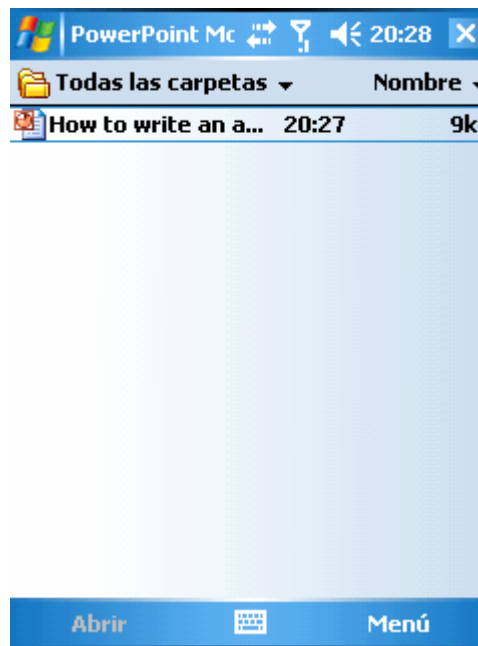 PowerPoint Mc 20:28
Todas las carpetas Nombre
How to write an a... 20:27 9k
Abrir Menú